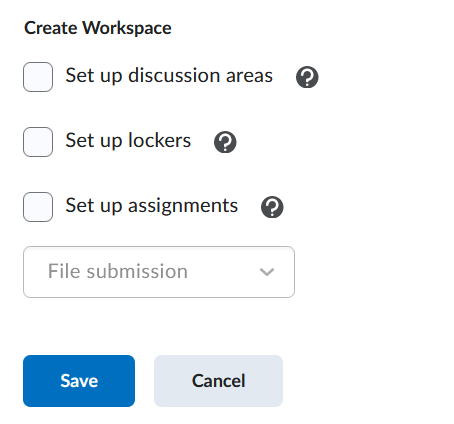 Create Workspace
Set up discussion areas ?
Set up lockers ?
Set up assignments ?
File submission
Save Cancel